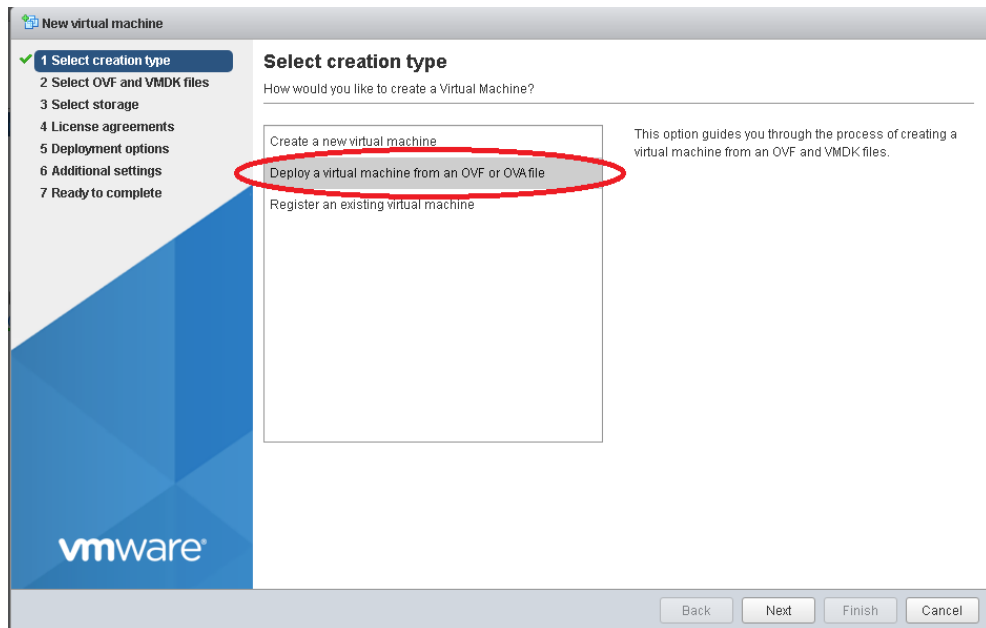 New virtual machine
1 Select creation type
2 Select OVF and VMDK files
3 Select storage
4 License agreements
5 Deployment options
6 Additional settings
7 Ready to complete
vmware®
Select creation type
How would you like to create a Virtual Machine?
Create a new virtual machine
Deploy a virtual machine from an OVF or OVA file
Register an existing virtual machine
This option guides you through the process of creating a
virtual machine from an OVF and VMDK files.
Back Next Finish Cancel